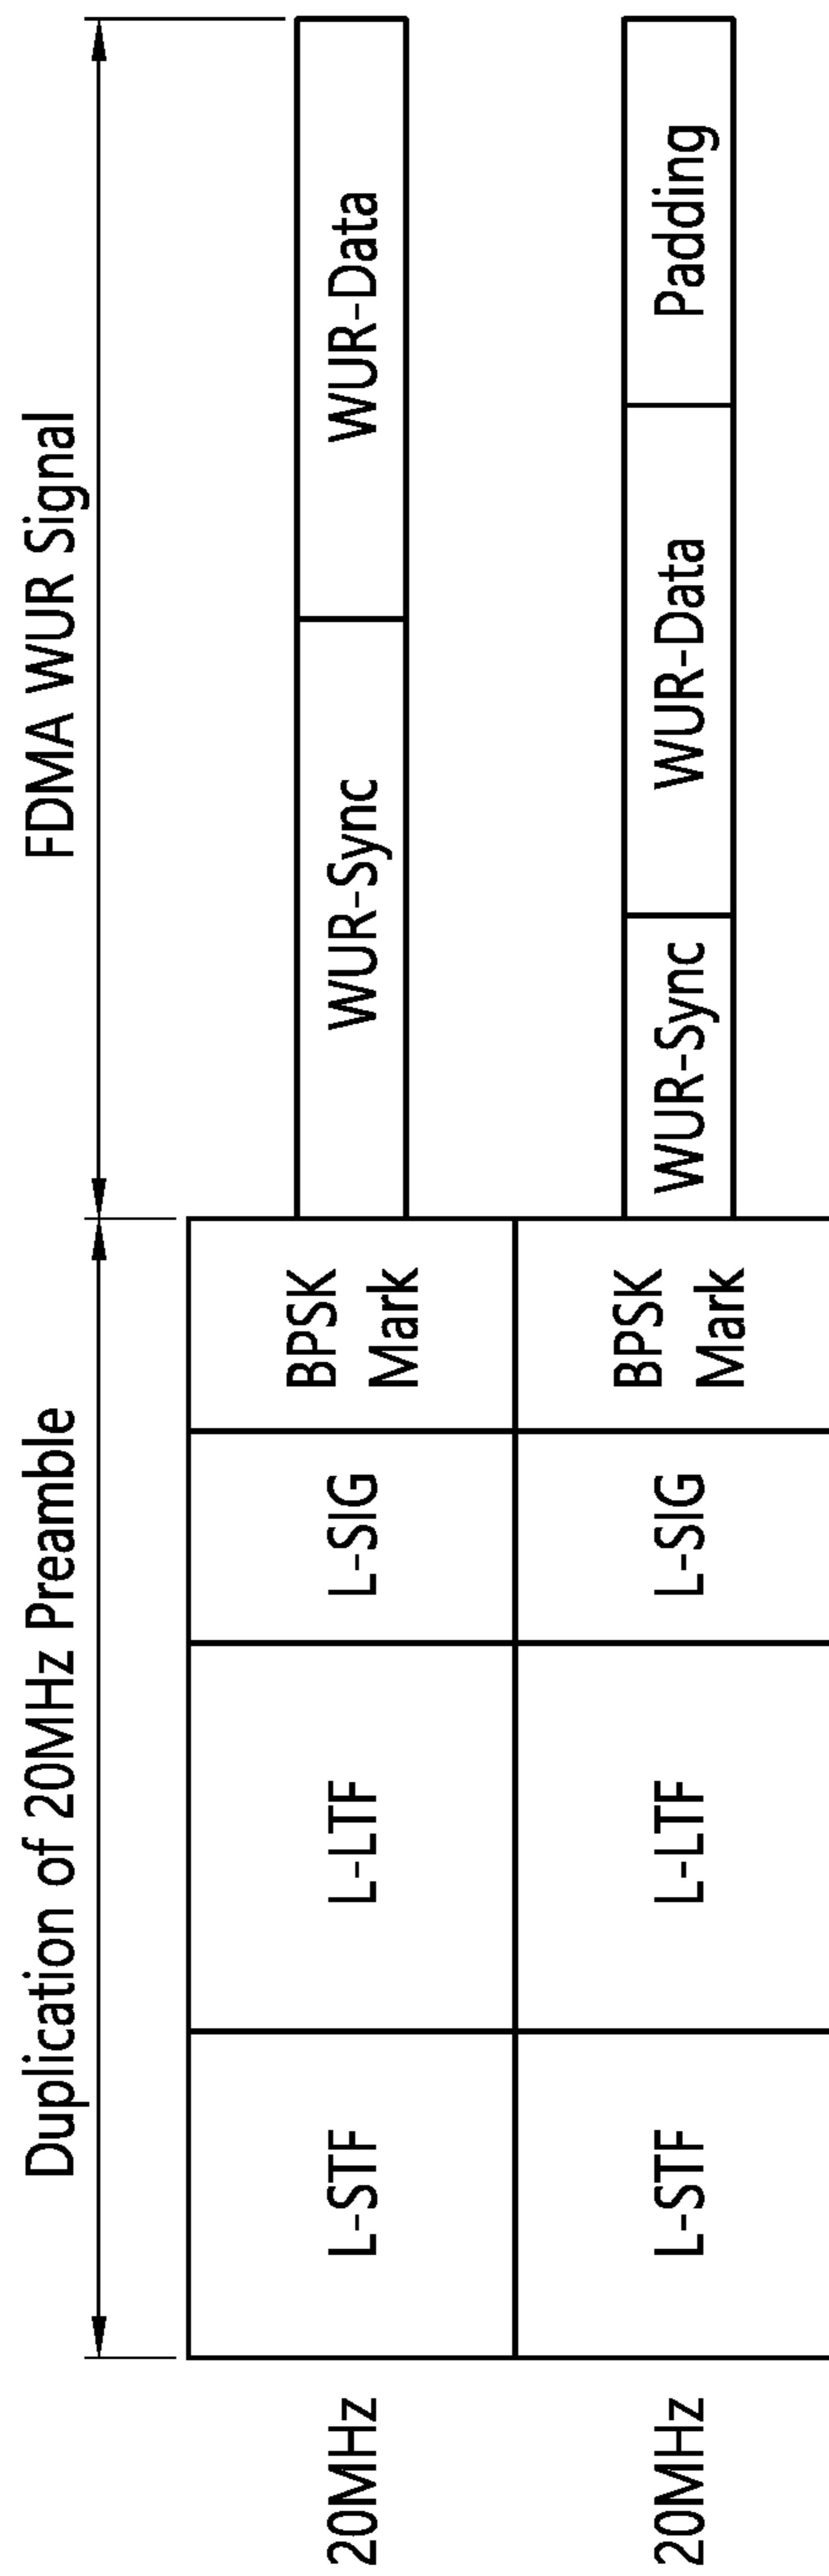 Duplication of 20MHz Preamble
FDMA WUR Signal
20MHz
L-STF
L-LTF
L-SIG
BPSK
Mark
WUR-Sync
WUR-Data
20MHz
L-STF
L-LTF
L-SIG
BPSK
Mark
WUR-Sync
WUR-Data
Padding